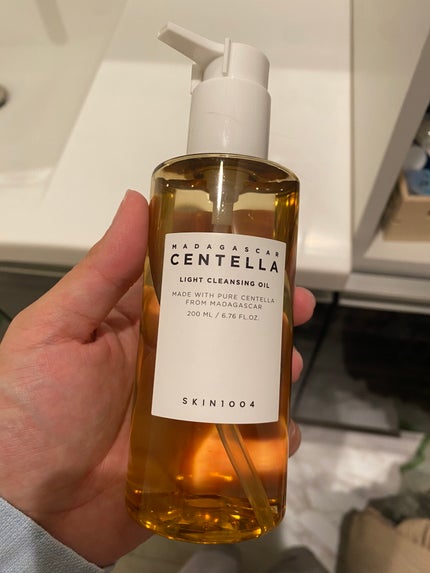 MADAGASCAR
CENTELLA
LIGHT CLEANSING OIL
MADE WITH PURE CENTELLA
FROM MADAGASCAR
200 ML / 6.76 FL.OZ.
SKIN1004